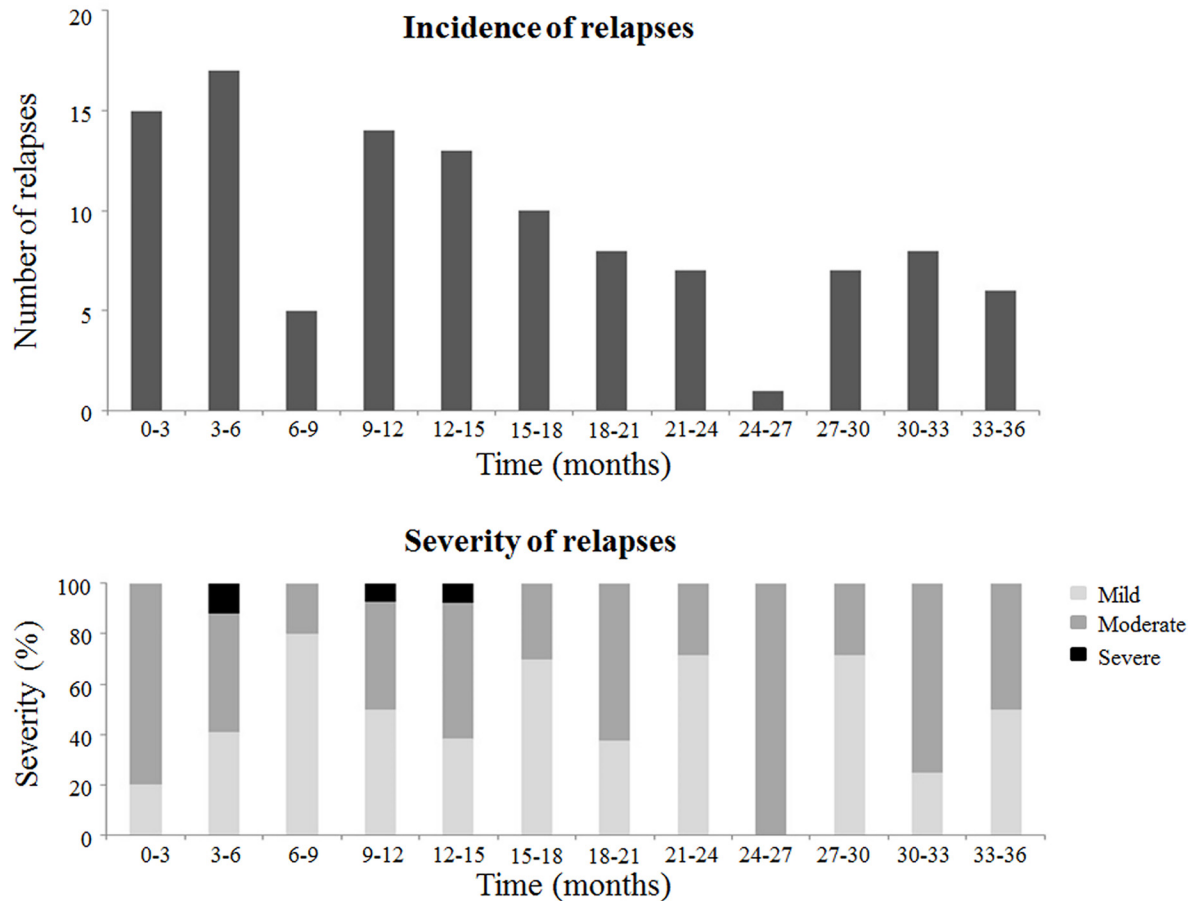 Incidence of relapses
Number of relapses
20
15
10
5
0
0-3 3-6 6-9 9-12 12-15 15-18 18-21 21-24 24-27 27-30 30-33 33-36
Time (months)
Severity of relapses
Severity (%)
100
80
60
40
20
0
Mild
Moderate
Severe
0-3 3-6 6-9 9-12 12-15 15-18 18-21 21-24 24-27 27-30 30-33 33-36
Time (months)